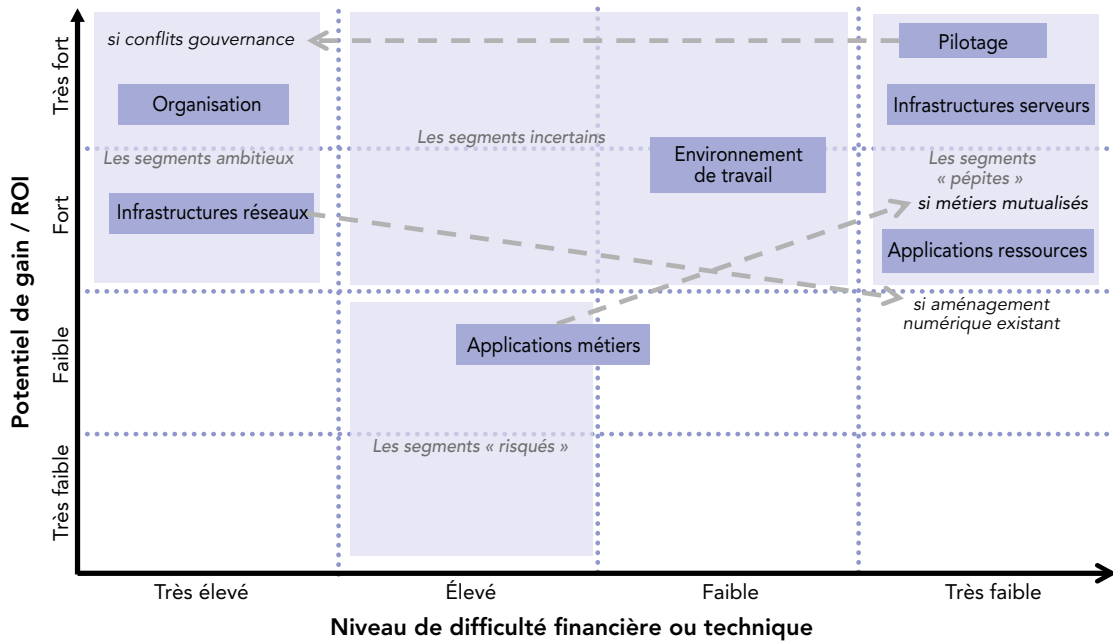 Potentiel de gain / ROI
Très fort
Fort
Faible
Très faible
si conflits gouvernance
Pilotage
Organisation
Infrastructures serveurs
Les segments ambitieux
Les segments incertains
Environnement
de travail
Les segments
« pépites »
Infrastructures réseaux
si métiers mutualisés
Applications ressources
si aménagement
numérique existant
Applications métiers
Les segments « risqués »
Très élevé
Élevé
Faible
Très faible
Niveau de difficulté financière ou technique